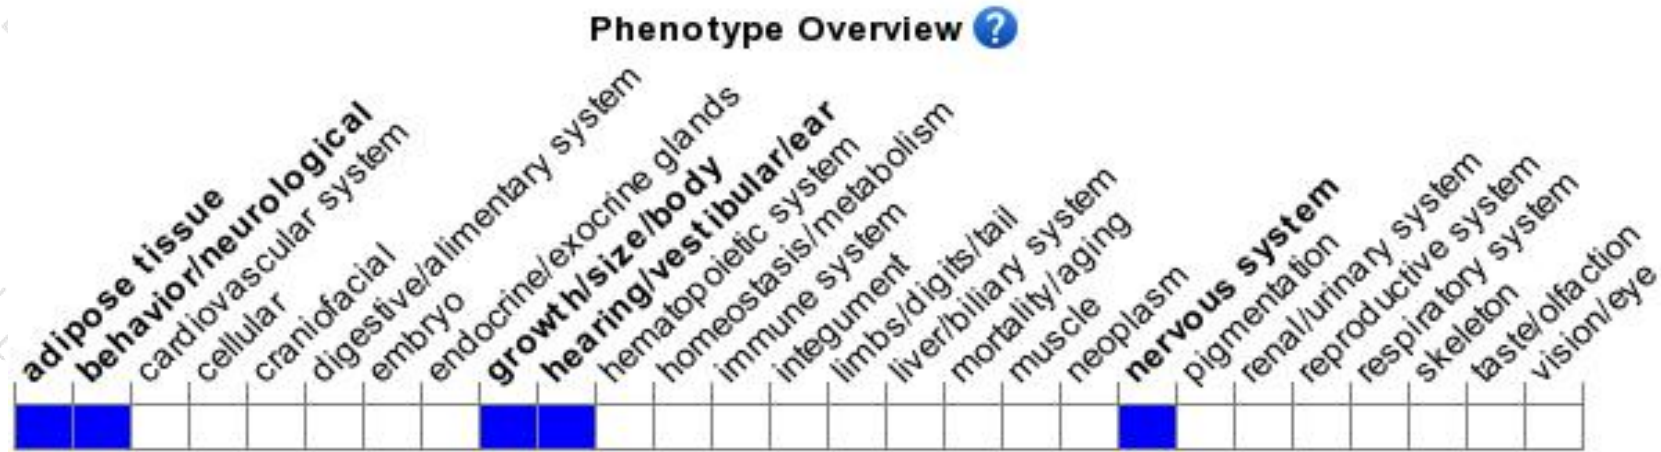 Phenotype Overview ?
adipose tissue
behavior/neurological
cardiovascular system
cellular
craniofacial
digestive/alimentary system
embryo
endocrine/exocrine glands
growth/size/body
hearing/vestibular/ear
hematopoietic system
homeostasis/metabolism
immune system
integument
limbs/digits/tail
liver/biliary system
mortality/aging
muscle
neoplasm
nervous system
pigmentation
renal/urinary system
reproductive system
respiratory system
skeleton
taste/olfaction
vision/eye